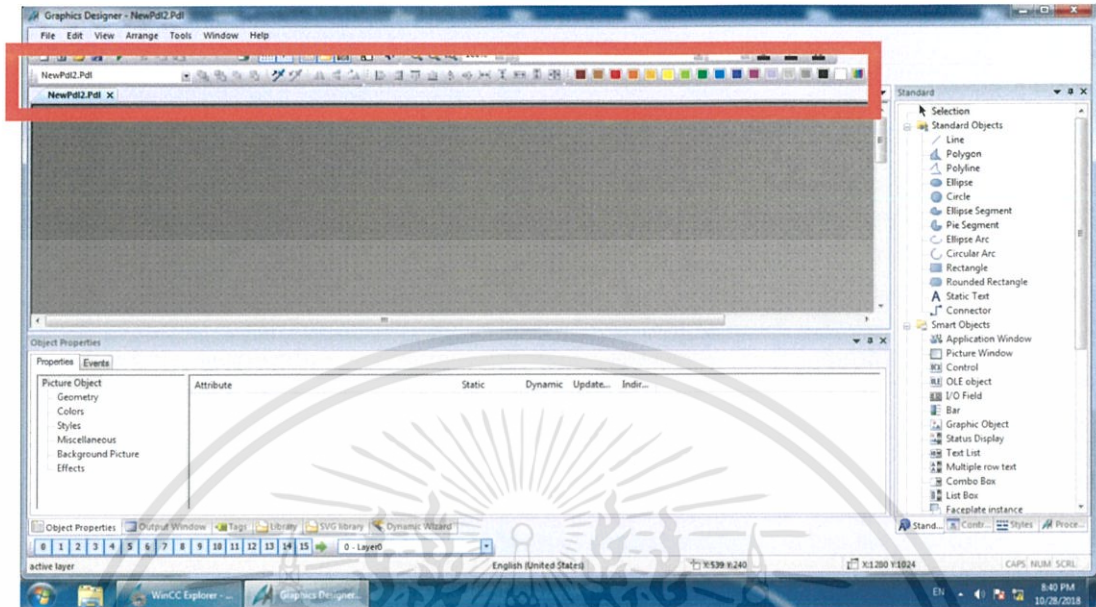 Graphics Designer - NewPdl2.Pdl
File Edit View Arrange Tools Window Help
NewPdl2.Pdl
NewPdl2.Pdl X
Standard
Selection
Standard Objects
Line
Polygon
Polyline
Ellipse
Circle
Ellipse Segment
Pie Segment
Ellipse Arc
Circular Arc
Rectangle
Rounded Rectangle
Static Text
Connector
Smart Objects
Application Window
Picture Window
Control
OLE object
I/O Field
Bar
Graphic Object
Status Display
Text List
Multiple row text
Combo Box
List Box
Faceplate instance
Stand... Contr... Styles Proce...
Object Properties
Properties Events
Picture Object
Geometry
Colors
Styles
Miscellaneous
Background Picture
Effects
Attribute Static Dynamic Update... Indir...
Object Properties Output Window Tags Library SVG library Dynamic Wizard
0 1 2 3 4 5 6 7 8 9 10 11 12 13 14 15 0 - Layer0
active layer English (United States) X:539 Y:240 X:1280 Y:1024 CAPS NUM SCRL
WinCC Explorer - ... Graphics Designer... EN 8:40 PM
10/28/2018